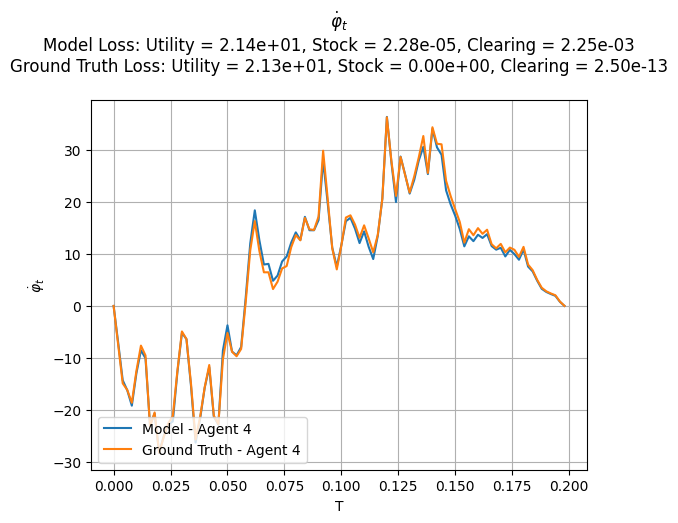 φ̇ₜ
Model Loss: Utility = 2.14e+01, Stock = 2.28e-05, Clearing = 2.25e-03
Ground Truth Loss: Utility = 2.13e+01, Stock = 0.00e+00, Clearing = 2.50e-13
φ̇ₜ
30
20
10
0
−10
−20
−30
Model - Agent 4
Ground Truth - Agent 4
0.000 0.025 0.050 0.075 0.100 0.125 0.150 0.175 0.200
T